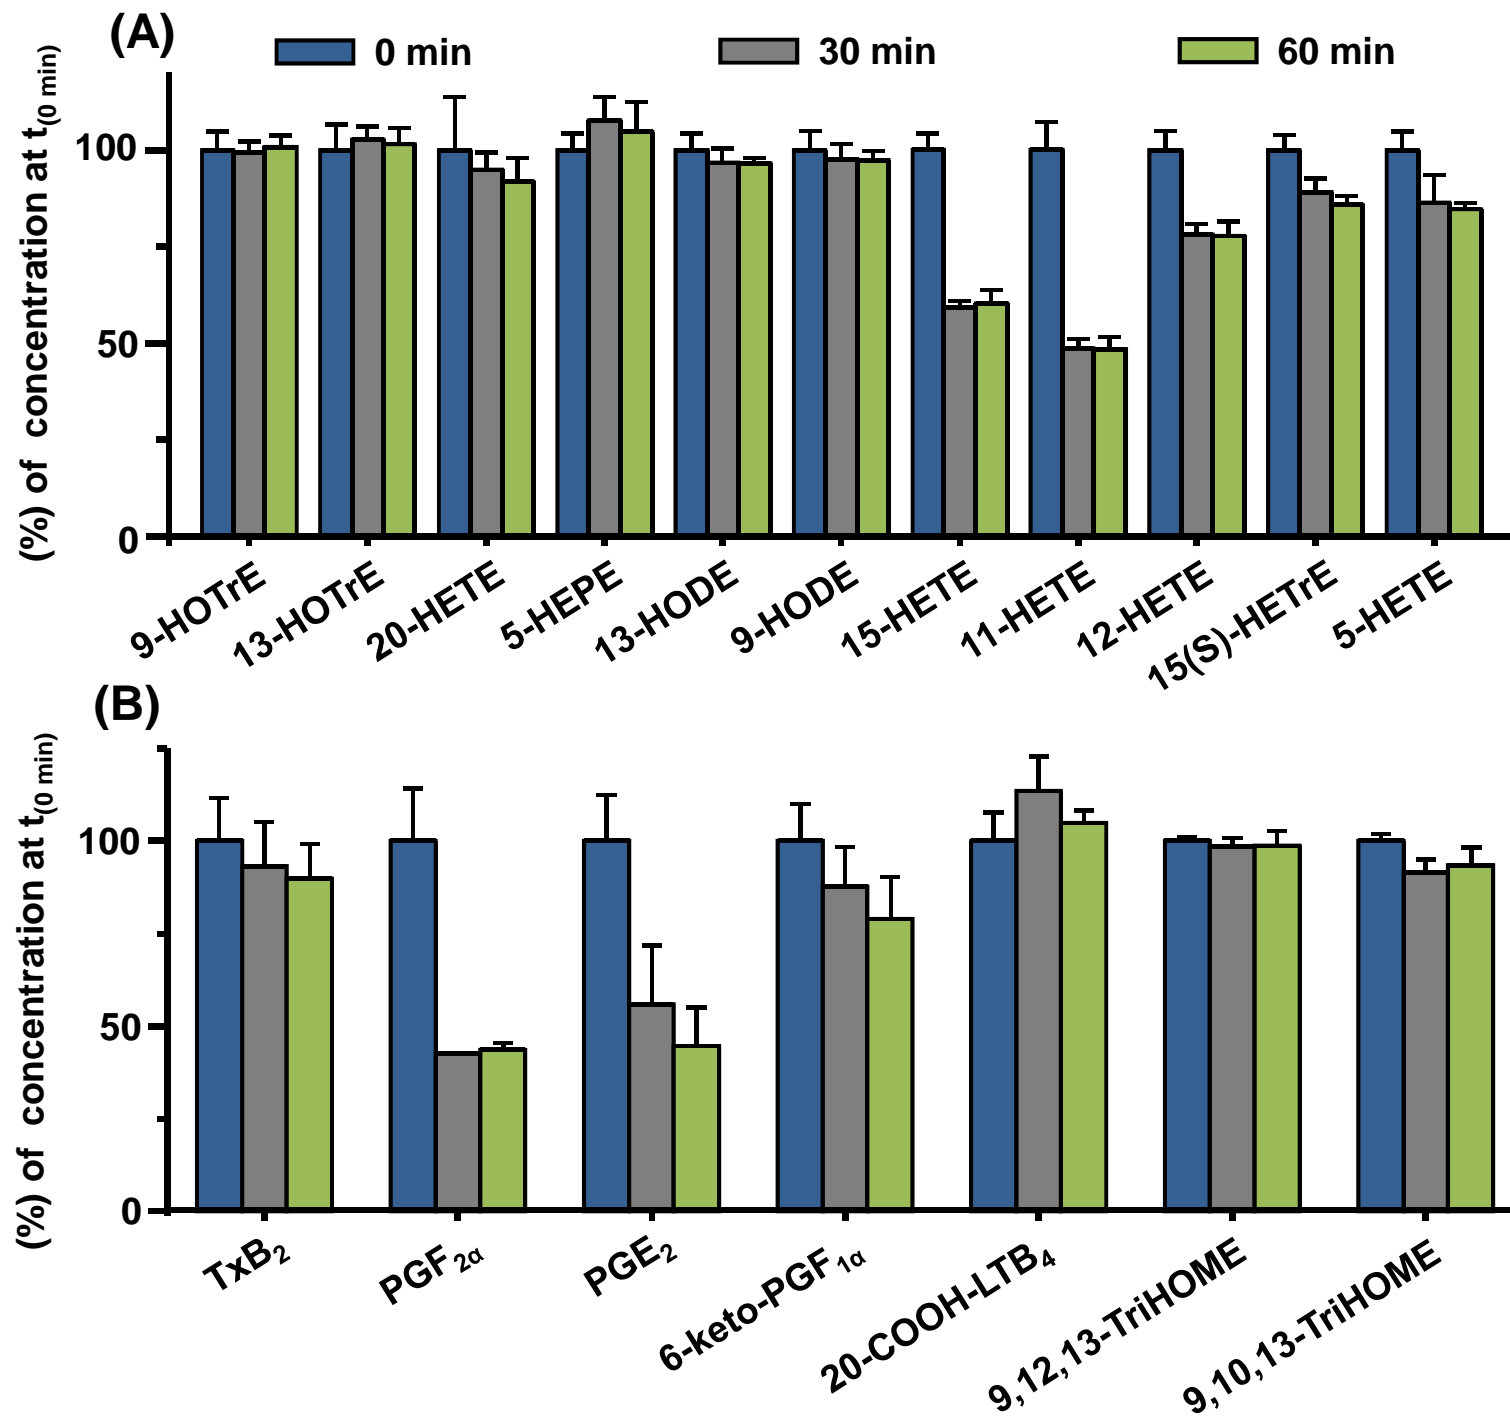 (A)
0 min 30 min 60 min
(%) of concentration at t(0 min)
100
50
0
9-HOTrE 13-HOTrE 20-HETE 5-HEPE 13-HODE 9-HODE 15-HETE 11-HETE 12-HETE 15(S)-HETrE 5-HETE
(B)
(%) of concentration at t(0 min)
100
50
0
TxB2 PGF2α PGE2 6-keto-PGF1α 20-COOH-LTB4 9,12,13-TriHOME 9,10,13-TriHOME